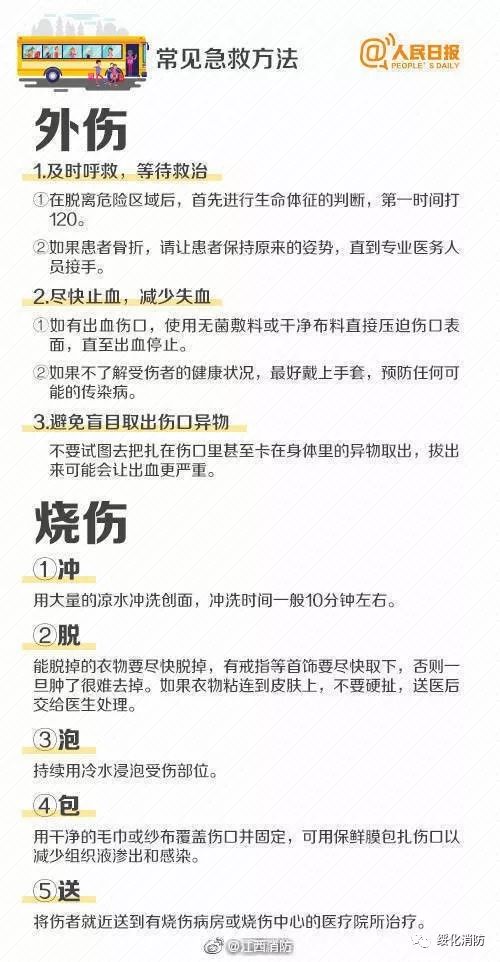 常见急救方法
@人民日报
PEOPLE'S DAILY
外伤
1.及时呼救，等待救治
①在脱离危险区域后，首先进行生命体征的判断，第一时间打
120。
②如果患者骨折，请让患者保持原来的姿势，直到专业医务人
员接手。
2.尽快止血，减少失血
①如有出血伤口，使用无菌敷料或干净布料直接压迫伤口表
面，直至出血停止。
②如果不了解受伤者的健康状况，最好戴上手套，预防任何可
能的传染病。
3.避免盲目取出伤口异物
不要试图去把扎在伤口里甚至卡在身体里的异物取出，拔出
来可能会让出血更严重。
烧伤
①冲
用大量的凉水冲洗创面，冲洗时间一般10分钟左右。
②脱
能脱掉的衣物要尽快脱掉，有戒指等首饰要尽快取下，否则一
旦肿了很难去掉。如果衣物粘连到皮肤上，不要硬扯，送医后
交给医生处理。
③泡
持续用冷水浸泡受伤部位。
④包
用干净的毛巾或纱布覆盖伤口并固定，可用保鲜膜包扎伤口以
减少组织液渗出和感染。
⑤送
将伤者就近送到有烧伤病房或烧伤中心的医疗院所治疗。
@江西消防
绥化消防